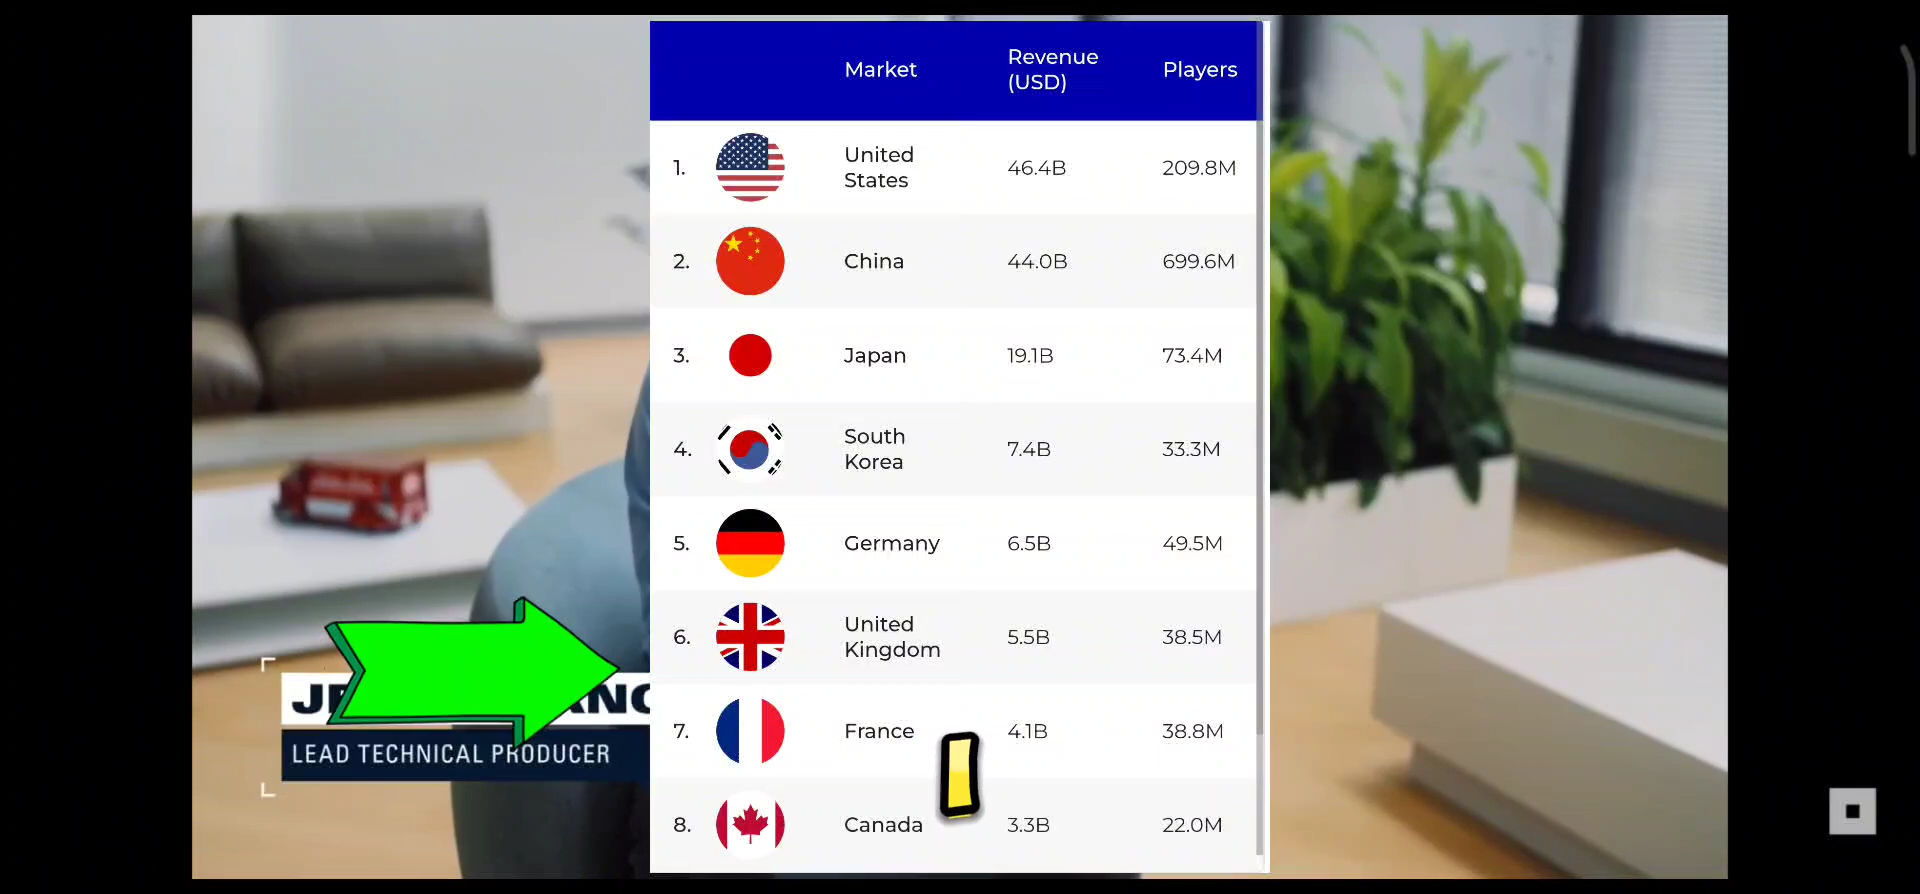 Market Revenue (USD) Players
1. United States 46.4B 209.8M
2. China 44.0B 699.6M
3. Japan 19.1B 73.4M
4. South Korea 7.4B 33.3M
5. Germany 6.5B 49.5M
6. United Kingdom 5.5B 38.5M
7. France 4.1B 38.8M
8. Canada 3.3B 22.0M
LEAD TECHNICAL PRODUCER